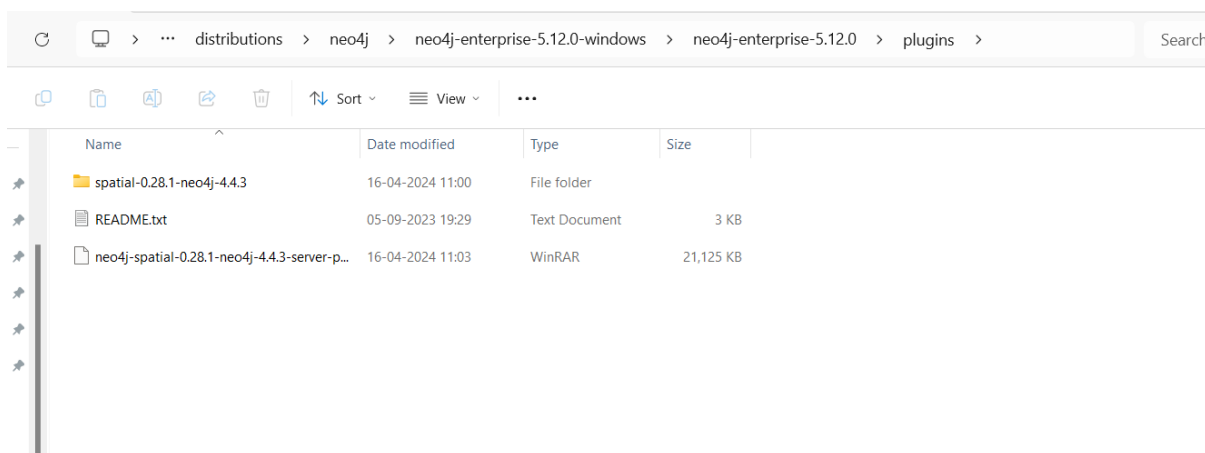 distributions > neo4j > neo4j-enterprise-5.12.0-windows > neo4j-enterprise-5.12.0 > plugins > Search
Sort View
Name Date modified Type Size
spatial-0.28.1-neo4j-4.4.3 16-04-2024 11:00 File folder
README.txt 05-09-2023 19:29 Text Document 3 KB
neo4j-spatial-0.28.1-neo4j-4.4.3-server-p... 16-04-2024 11:03 WinRAR 21,125 KB